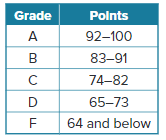 Grade Points
A 92–100
B 83–91
C 74–82
D 65–73
F 64 and below